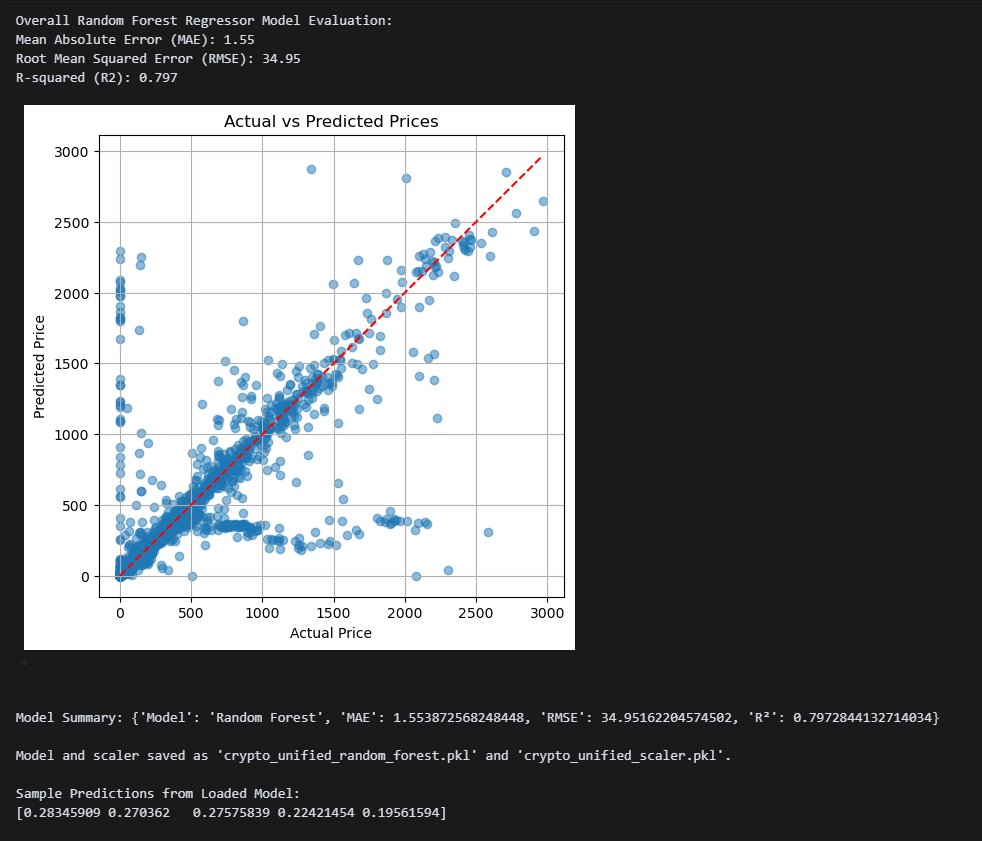 Overall Random Forest Regressor Model Evaluation:
Mean Absolute Error (MAE): 1.55
Root Mean Squared Error (RMSE): 34.95
R-squared (R2): 0.797
Actual vs Predicted Prices
3000
2500
2000
1500
1000
500
0
Predicted Price
0 500 1000 1500 2000 2500 3000
Actual Price
Model Summary: {'Model': 'Random Forest', 'MAE': 1.553872568248448, 'RMSE': 34.95162204574502, 'R²': 0.7972844132714034}
Model and scaler saved as 'crypto_unified_random_forest.pkl' and 'crypto_unified_scaler.pkl'.
Sample Predictions from Loaded Model:
[0.28345909 0.270362   0.27575839 0.22421454 0.19561594]